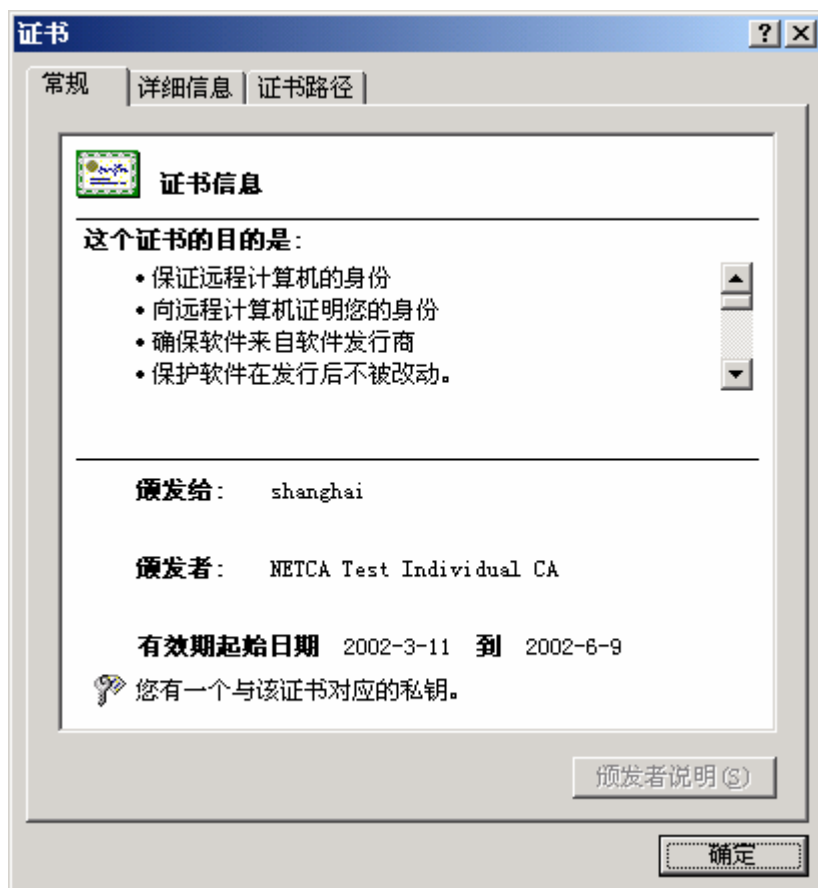 证书
常规 详细信息 证书路径
证书信息
这个证书的目的是:
•保证远程计算机的身份
•向远程计算机证明您的身份
•确保软件来自软件发行商
•保护软件在发行后不被改动。
颁发给: shanghai
颁发者: NETCA Test Individual CA
有效期起始日期 2002-3-11 到 2002-6-9
您有一个与该证书对应的私钥。
颁发者说明(S)
确定